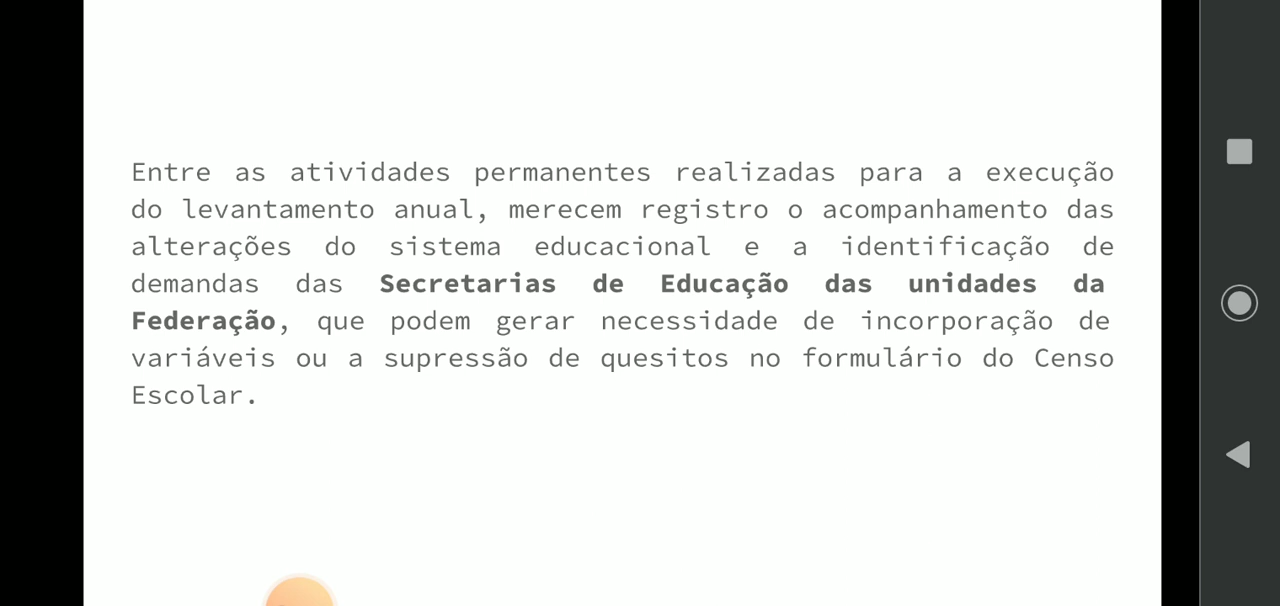 Entre as atividades permanentes realizadas para a execução
do levantamento anual, merecem registro o acompanhamento das
alterações do sistema educacional e a identificação de
demandas das Secretarias de Educação das unidades da
Federação, que podem gerar necessidade de incorporação de
variáveis ou a supressão de quesitos no formulário do Censo
Escolar.